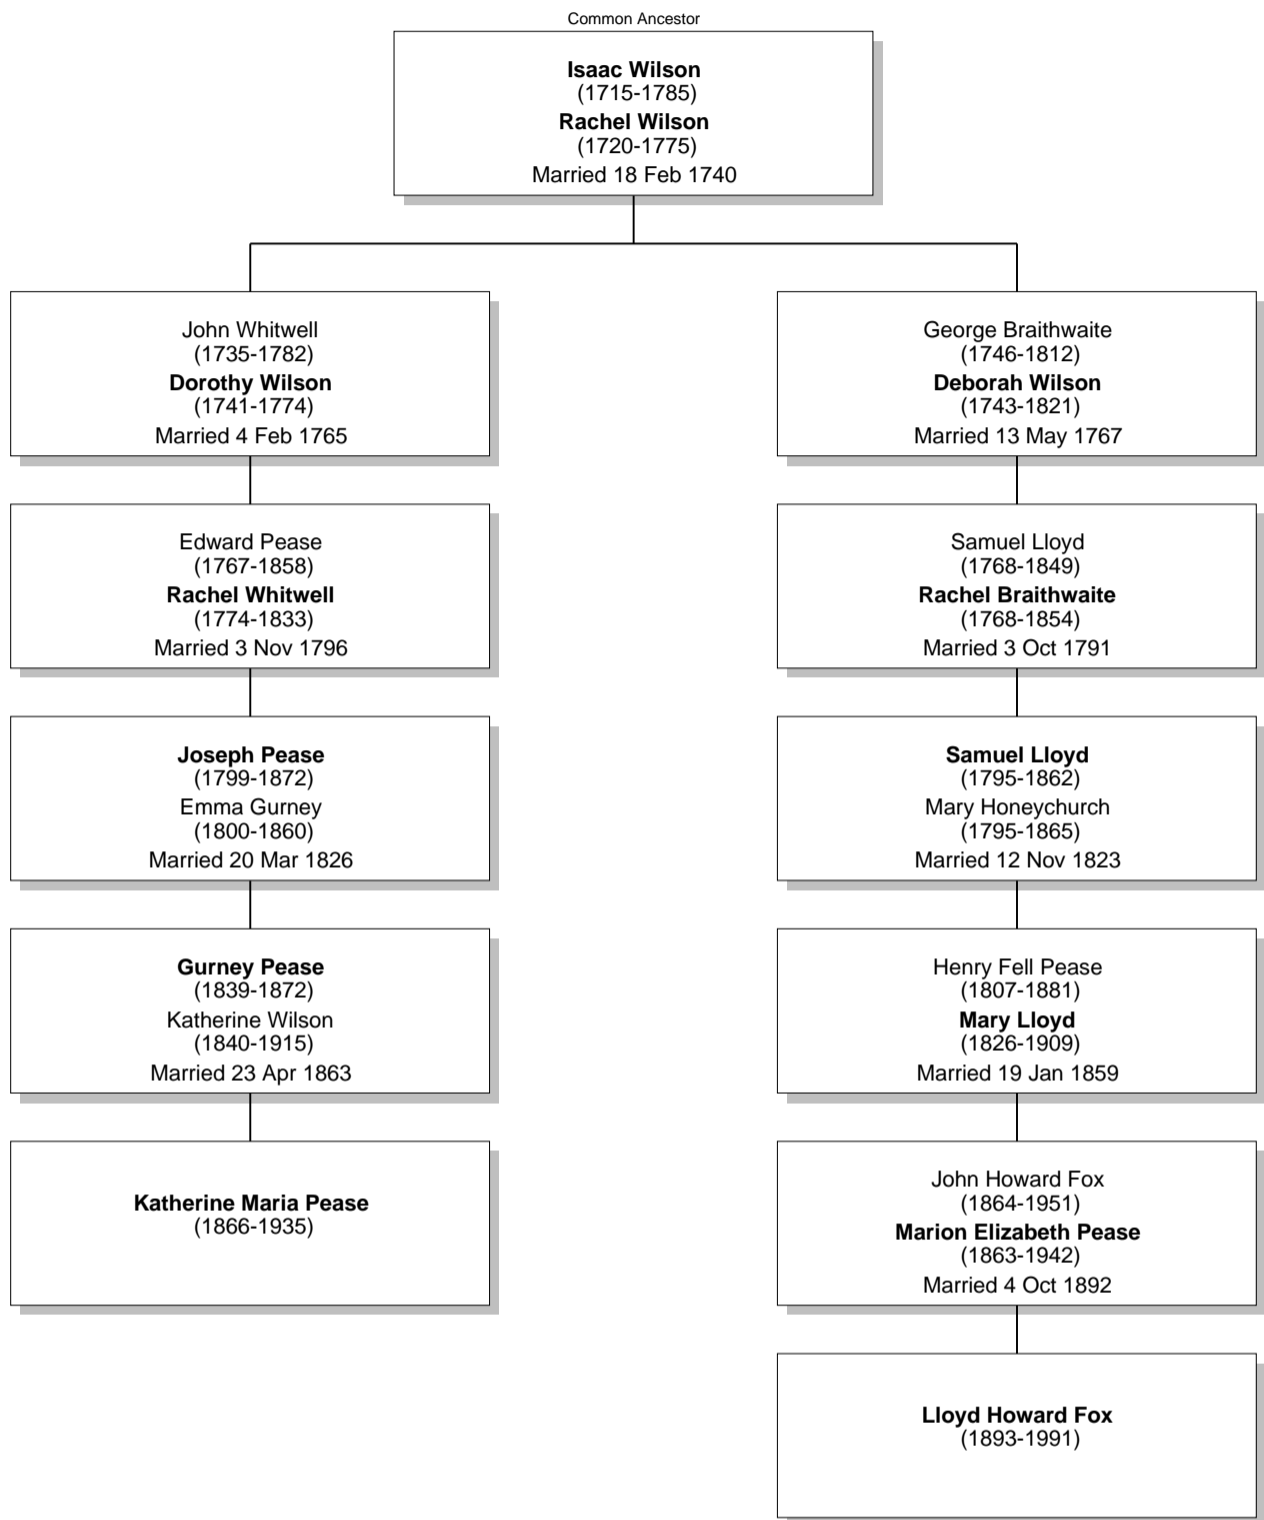 Common Ancestor
Isaac Wilson
(1715-1785)
Rachel Wilson
(1720-1775)
Married 18 Feb 1740
John Whitwell
(1735-1782)
Dorothy Wilson
(1741-1774)
Married 4 Feb 1765
George Braithwaite
(1746-1812)
Deborah Wilson
(1743-1821)
Married 13 May 1767
Edward Pease
(1767-1858)
Rachel Whitwell
(1774-1833)
Married 3 Nov 1796
Samuel Lloyd
(1768-1849)
Rachel Braithwaite
(1768-1854)
Married 3 Oct 1791
Joseph Pease
(1799-1872)
Emma Gurney
(1800-1860)
Married 20 Mar 1826
Samuel Lloyd
(1795-1862)
Mary Honeychurch
(1795-1865)
Married 12 Nov 1823
Gurney Pease
(1839-1872)
Katherine Wilson
(1840-1915)
Married 23 Apr 1863
Henry Fell Pease
(1807-1881)
Mary Lloyd
(1826-1909)
Married 19 Jan 1859
Katherine Maria Pease
(1866-1935)
John Howard Fox
(1864-1951)
Marion Elizabeth Pease
(1863-1942)
Married 4 Oct 1892
Lloyd Howard Fox
(1893-1991)